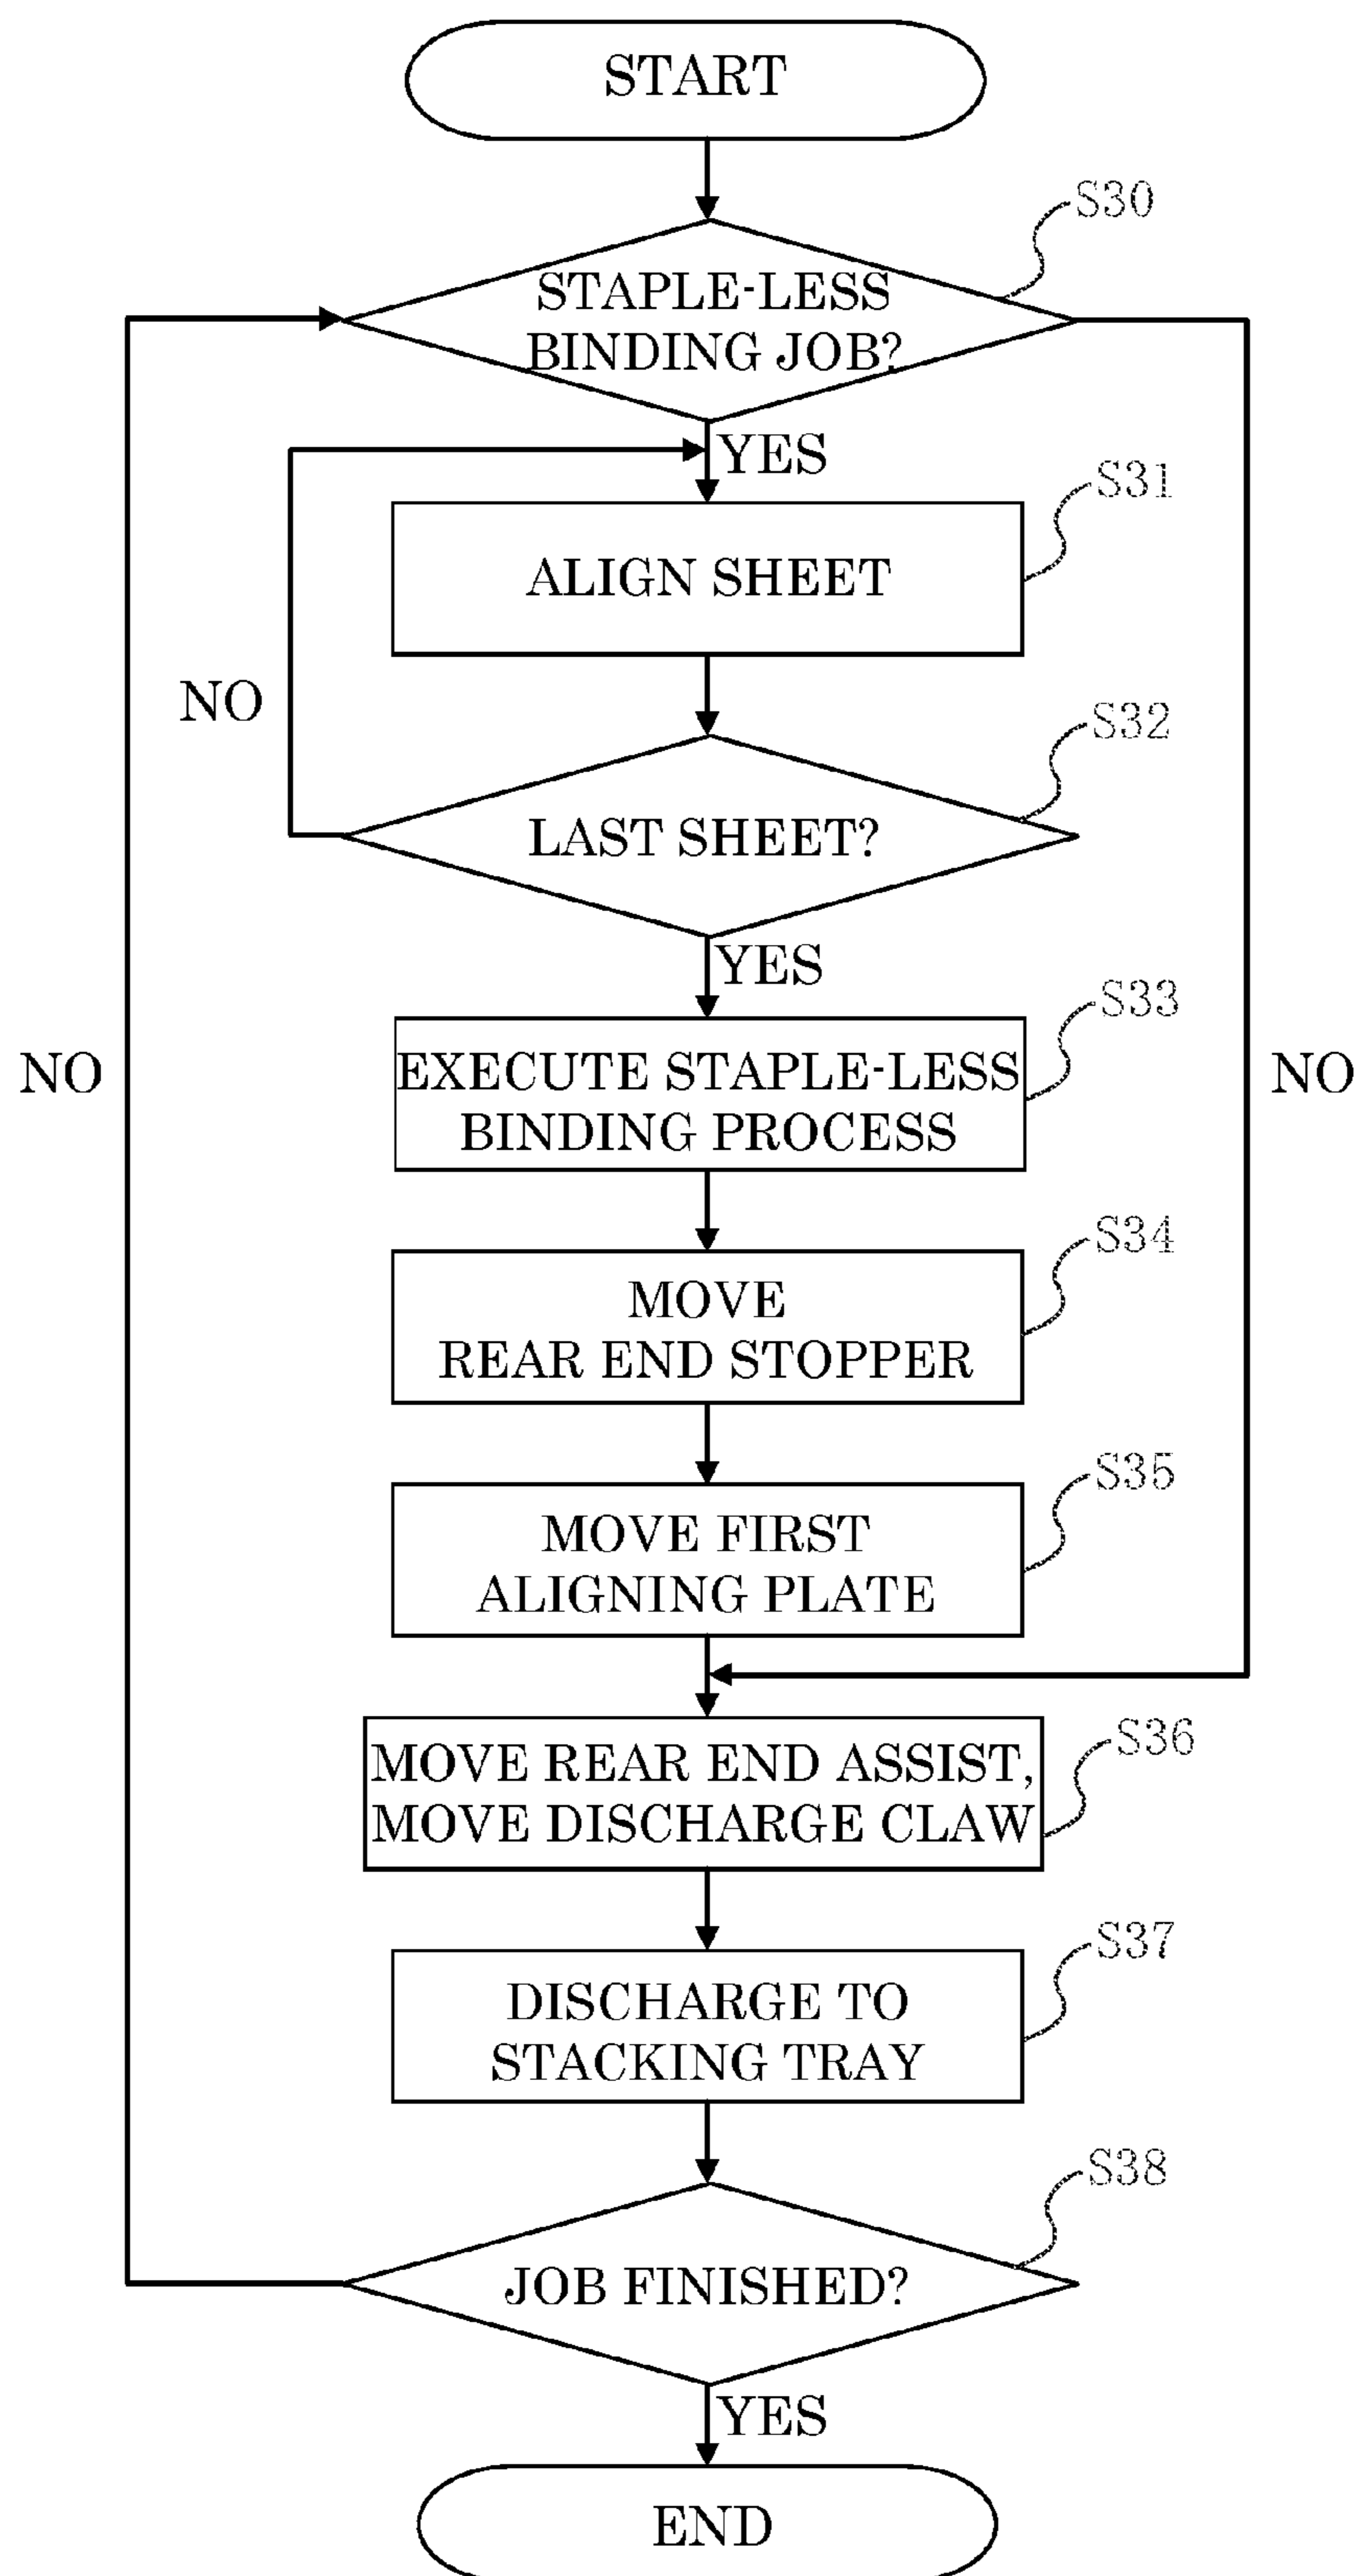 START
S30
STAPLE-LESS
BINDING JOB?
YES
S31
ALIGN SHEET
NO
S32
LAST SHEET?
YES
S33
NO
EXECUTE STAPLE-LESS
BINDING PROCESS
NO
S34
MOVE
REAR END STOPPER
S35
MOVE FIRST
ALIGNING PLATE
S36
MOVE REAR END ASSIST,
MOVE DISCHARGE CLAW
S37
DISCHARGE TO
STACKING TRAY
S38
JOB FINISHED?
YES
END